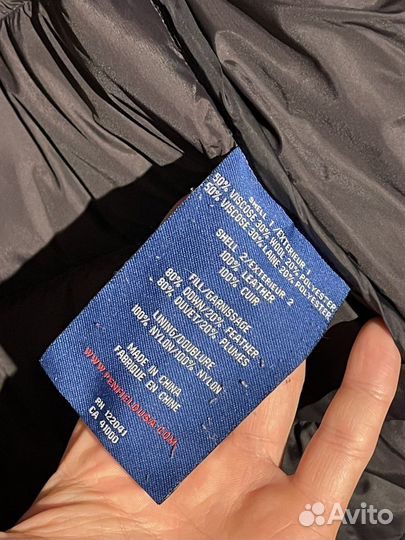 SHELL 1/EXTERIEUR 1
50% VISCOSE 30% WOOL 20% POLYESTER
50% VISCOSE 30% LAINE 20% POLYESTER
SHELL 2/EXTERIEUR 2
100% LEATHER
100% CUIR
FILL/GARNISSAGE
80% DOWN/20% FEATHER
80% DUVET/20% PLUMES
LINING/DOUBLURE
100% NYLON/100% NYLON
MADE IN CHINA
FABRIQUE EN CHINE
WWW.PENFIELDUSA.COM
RN 122041
CA 41000
Avito